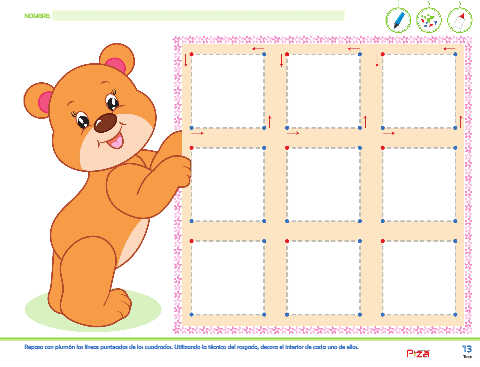 NOMBRE:
Repasa con plumón las líneas punteadas de los cuadrados. Utilizando la técnica del rasgado, decora el interior de cada uno de ellos.
13
Trece